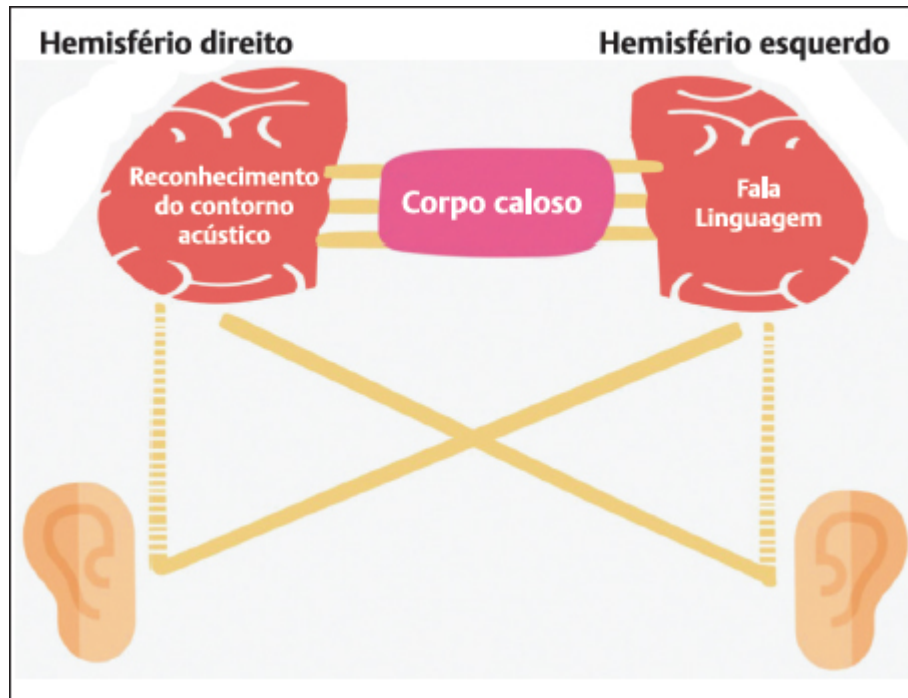 Hemisfério direito
Hemisfério esquerdo
Reconhecimento
do contorno
acústico
Corpo caloso
Fala
Linguagem